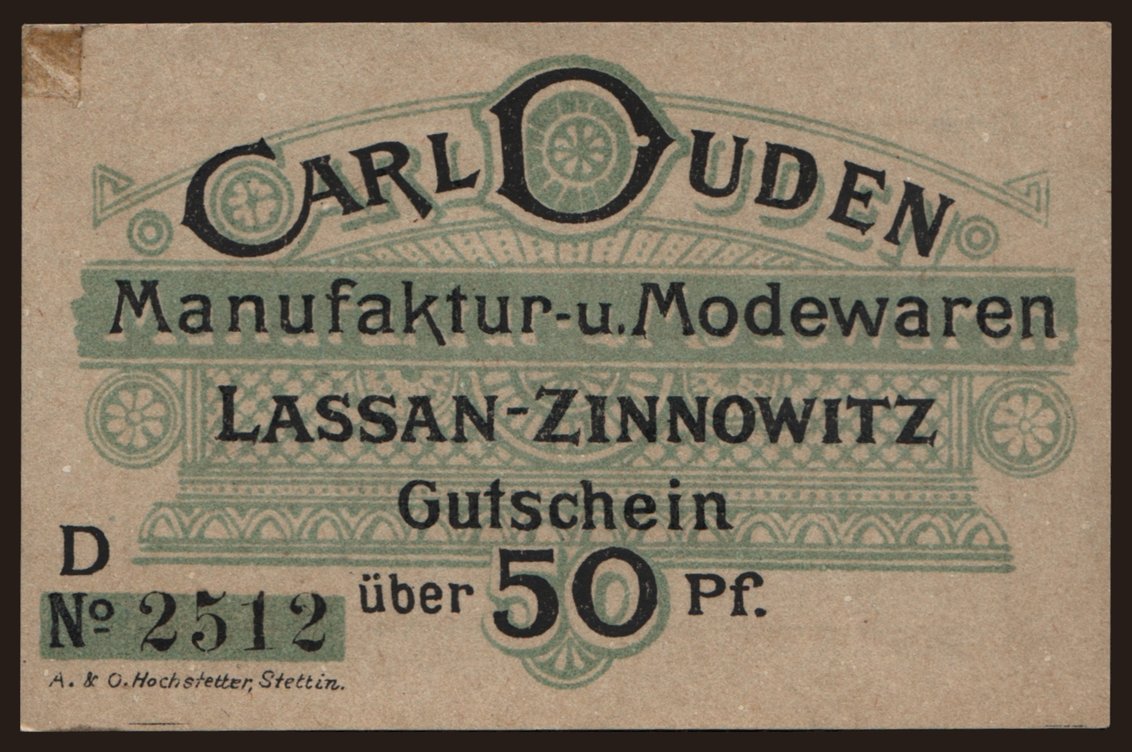 CARL DUDEN
Manufaktur-u. Modewaren
LASSAN-ZINNOWITZ
Gutschein
über 50 Pf.
D
No 2512
A. & O. Hochstetter, Stettin.